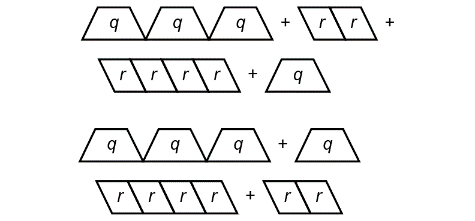 q q q + r r +
r r r r + q
q q q + q
r r r r + r r